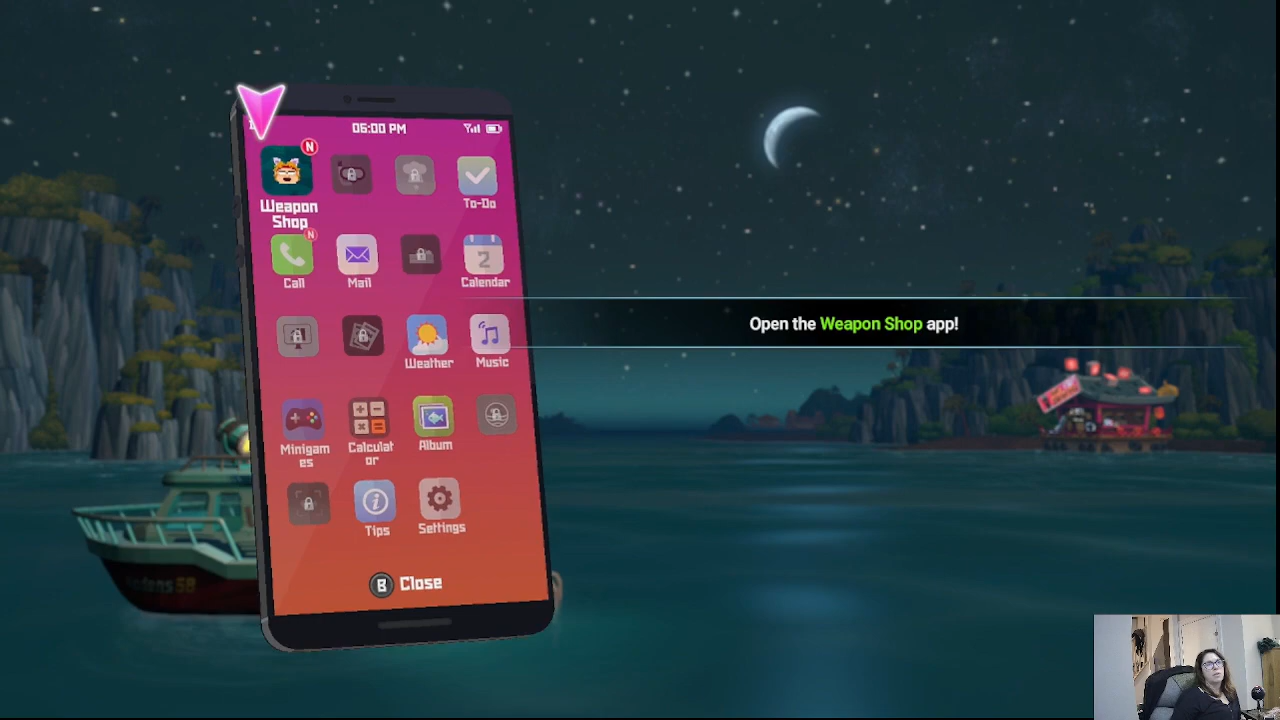 06:00 PM
N
Weapon
Shop
To-Do
N
Call
Mail
2
Calendar
Weather
Music
Minigam
es
Calculat
or
Album
Tips
Settings
B Close
Open the Weapon Shop app!